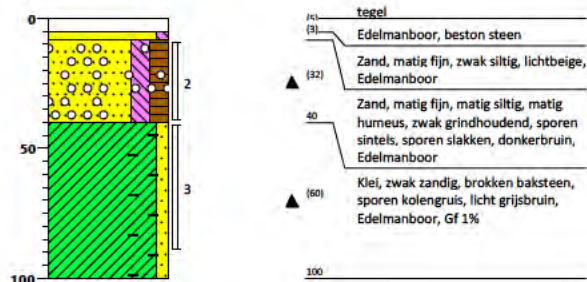 0
50
100
2
3
(5)
tegel
(3)
Edelmanboor, beston steen
(32)
Zand, matig fijn, zwak siltig, lichtbeige,
Edelmanboor
40
Zand, matig fijn, matig siltig, matig
humeus, zwak grindhoudend, sporen
sintels, sporen slakken, donkerbruin,
Edelmanboor
(60)
Klei, zwak zandig, brokken baksteen,
sporen kolengruis, licht grijsbruin,
Edelmanboor, Gf 1%
100